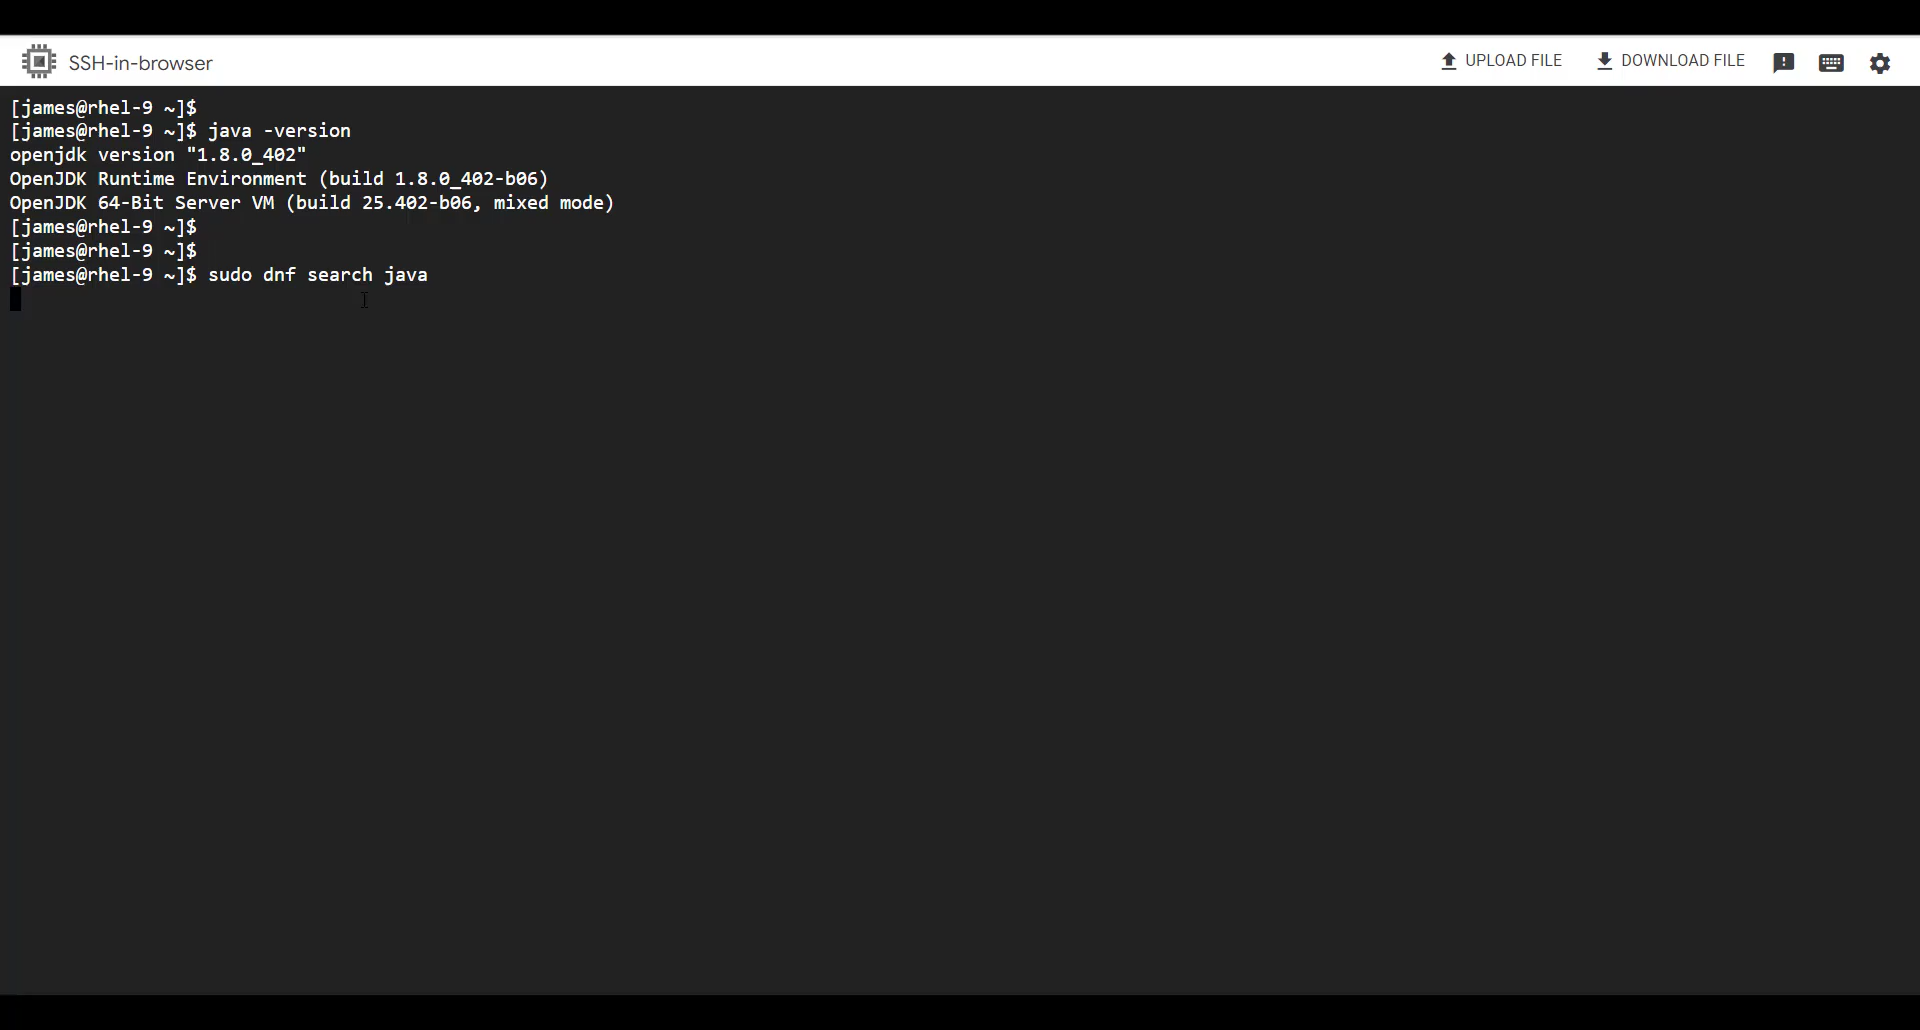 SSH-in-browser
UPLOAD FILE
DOWNLOAD FILE
[james@rhel-9 ~]$
[james@rhel-9 ~]$ java -version
openjdk version "1.8.0_402"
OpenJDK Runtime Environment (build 1.8.0_402-b06)
OpenJDK 64-Bit Server VM (build 25.402-b06, mixed mode)
[james@rhel-9 ~]$
[james@rhel-9 ~]$
[james@rhel-9 ~]$ sudo dnf search java